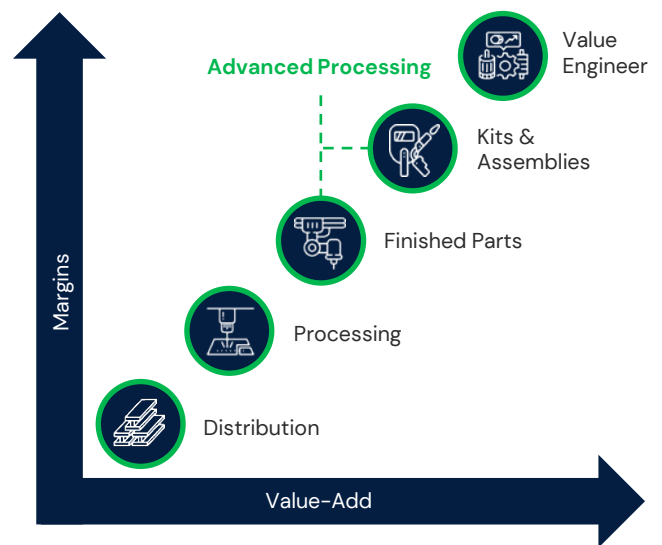 Value
Engineer
Advanced Processing
Kits &
Assemblies
Finished Parts
Margins
Processing
Distribution
Value-Add